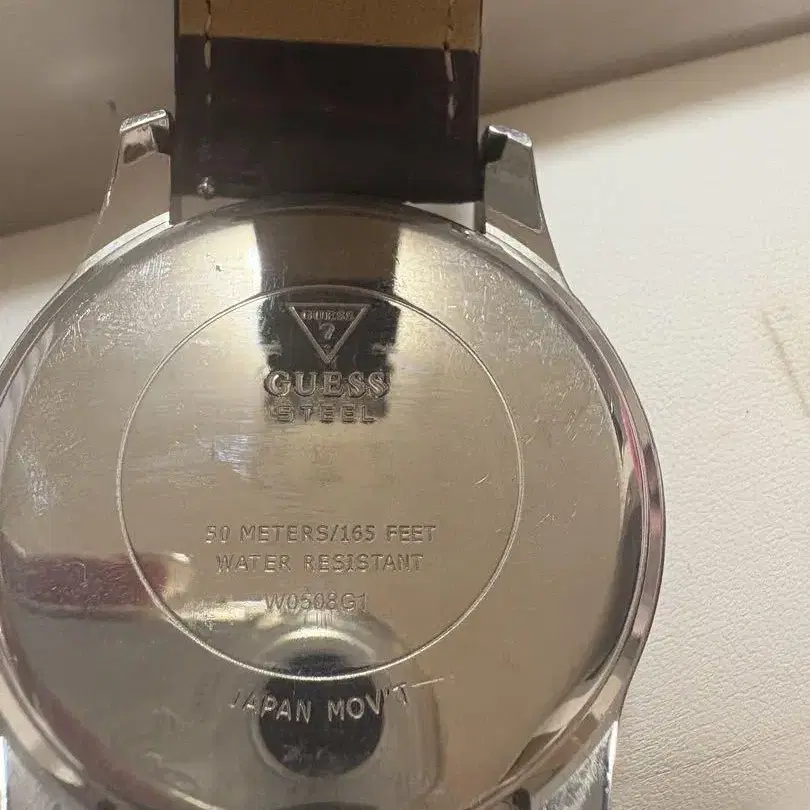 GUESS
?
GUESS
STEEL
50 METERS/165 FEET
WATER RESISTANT
W0508G1
JAPAN MOV'T